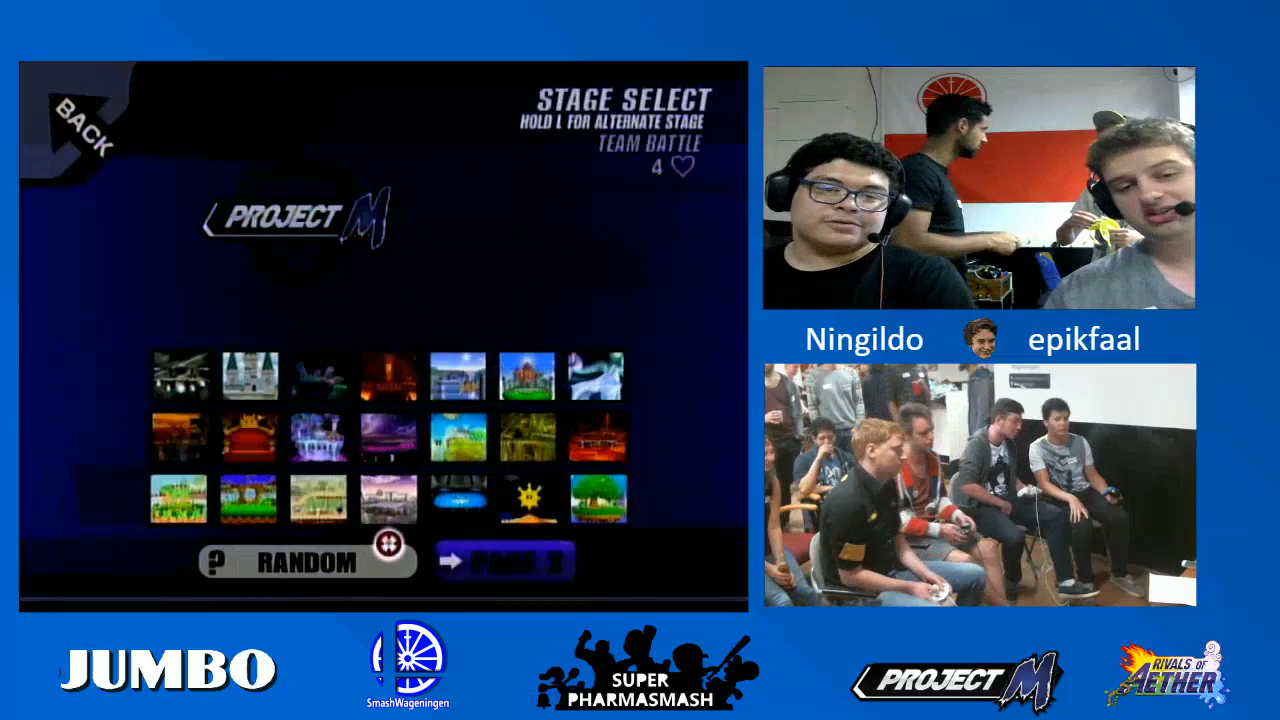 BACK
STAGE SELECT
HOLD L FOR ALTERNATE STAGE
TEAM BATTLE
4
PROJECT M
? RANDOM
Ningildo
epikfaal
JUMBO
SmashWageningen
SUPER
PHARMASMASH
PROJECT M
RIVALS OF
AETHER